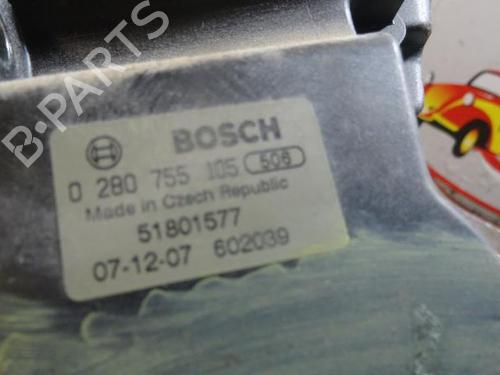 BOSCH
0 280 755 105 506
Made in Czech Republic
51801577
07-12-07 602039
B-PARTS